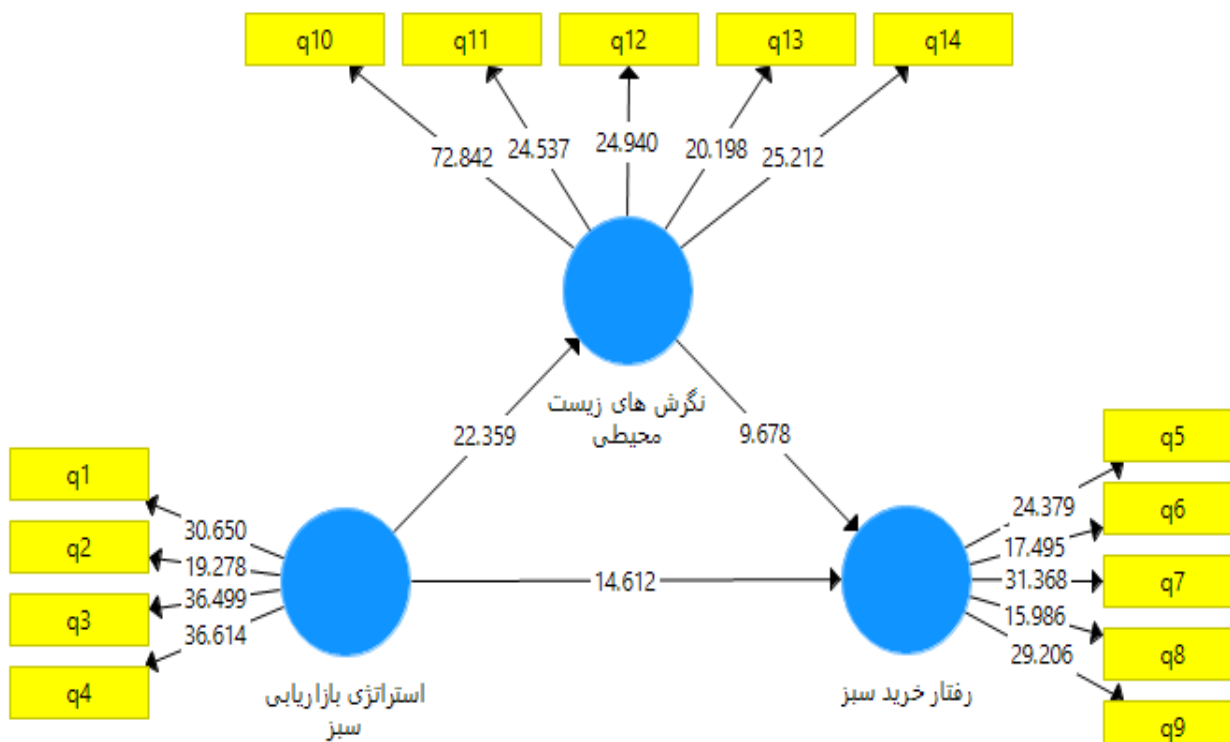 q10
q11
q12
q13
q14
72.842
24.537
24.940
20.198
25.212
نگرش های زیست
محیطی
22.359
9.678
q1
q2
q3
q4
30.650
19.278
36.499
36.614
14.612
استراتژی بازاریابی
سبز
q5
q6
q7
q8
q9
24.379
17.495
31.368
15.986
29.206
رفتار خرید سبز